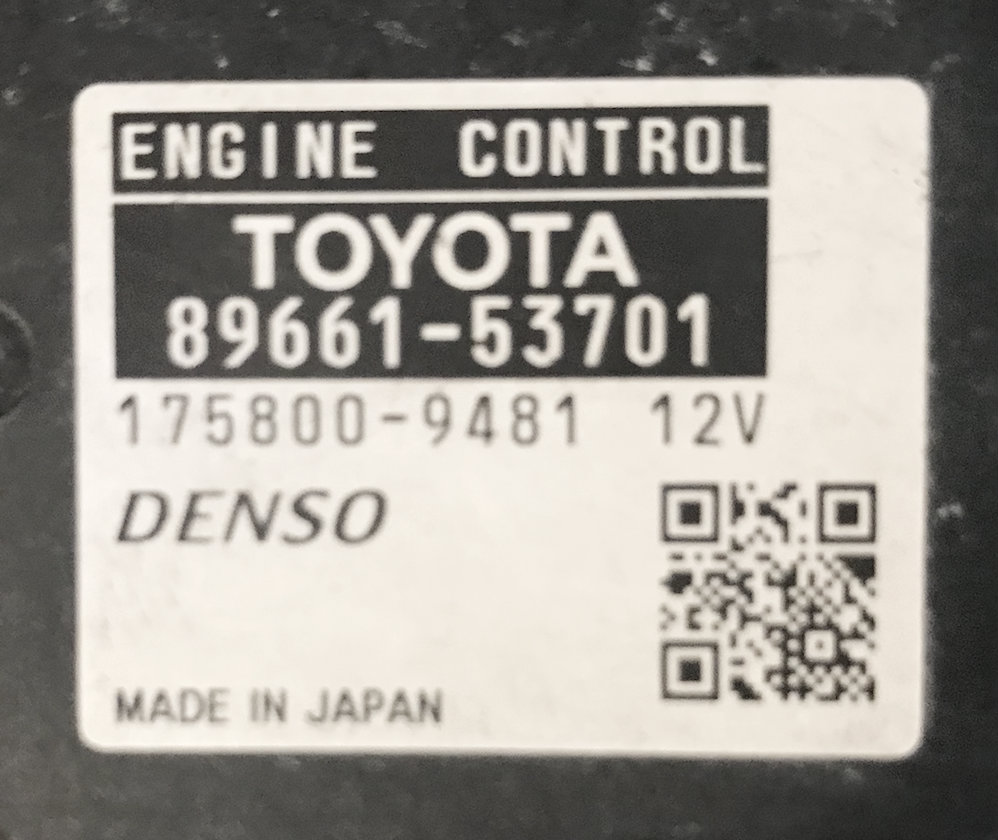 ENGINE CONTROL
TOYOTA
89661-53701
175800-9481 12V
DENSO
MADE IN JAPAN